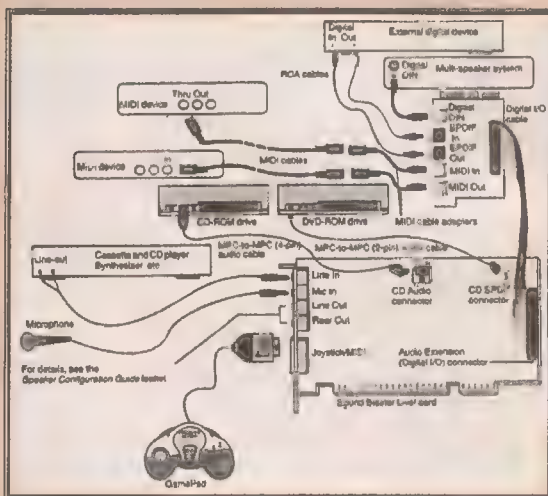 Digital
In Out
External digital device
RCA cables
Digital
DIN
Multi-speaker system
Thru Out
MIDI device
Digital
DIN
Digital I/O
cable
SPDIF
In
SPDIF
Out
MIDI In
MIDI Out
In
MIDI device
MIDI cables
MIDI cable adapters
CD-ROM drive
DVD-ROM drive
MPC-to-MPC (4-pin)
audio cable
MPC-to-MPC (2-pin) cable
Line-out
Cassette and CD player
Synthesizer etc
Line In
Mic In
Line Out
Rear Out
CD Audio
connector
CD SPDIF
connector
Microphone
For details, see the
Speaker Configuration Guide leaflet
Joystick/MIDI
Audio Extension
(Digital I/O) connector
Sound Blaster Live! card
GamePad